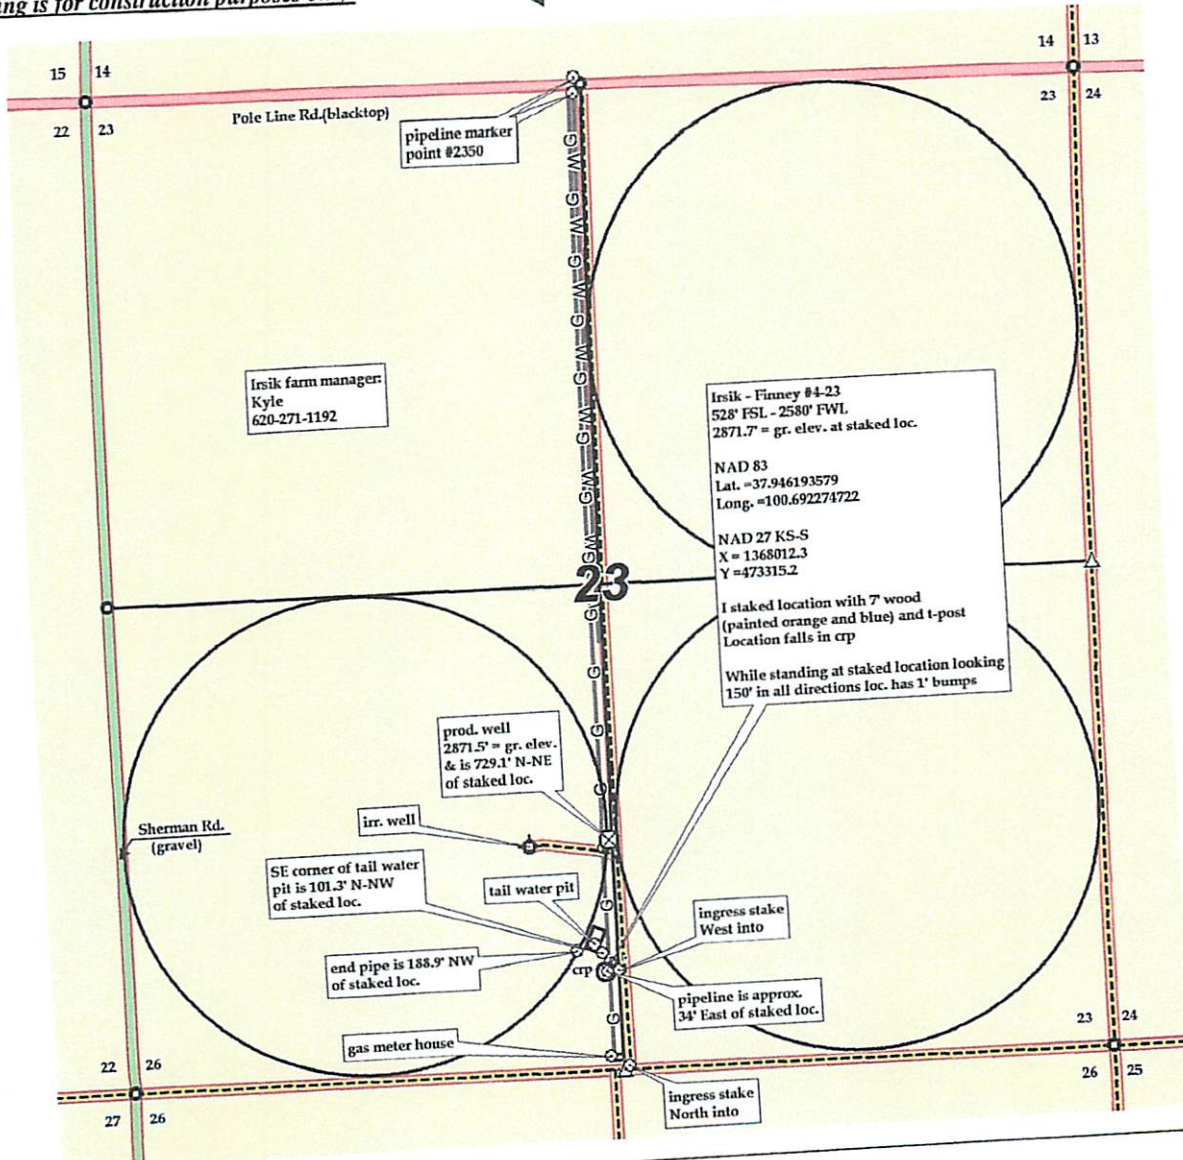 15 14
14 13
22 23
23 24
Pole Line Rd.(blacktop)
pipeline marker
point #2350
G W G W G W G W G W G W G W G
Irsik farm manager:
Kyle
620-271-1192
Irsik - Finney #4-23
528' FSL - 2580' FWL
2871.7' = gr. elev. at staked loc.
NAD 83
Lat. =37.946193579
Long. =100.692274722
NAD 27 KS-S
X = 1368012.3
Y =473315.2
I staked location with 7' wood
(painted orange and blue) and t-post
Location falls in crp
While standing at staked location looking
150' in all directions loc. has 1' bumps
23
G
G
G
G
prod. well
2871.5' = gr. elev.
& is 729.1' N-NE
of staked loc.
irr. well
Sherman Rd.
(gravel)
SE corner of tail water
pit is 101.3' N-NW
of staked loc.
tail water pit
G
ingress stake
West into
end pipe is 188.9' NW
of staked loc.
crp
pipeline is approx.
34' East of staked loc.
G
gas meter house
22 26
23 24
27 26
26 25
ingress stake
North into